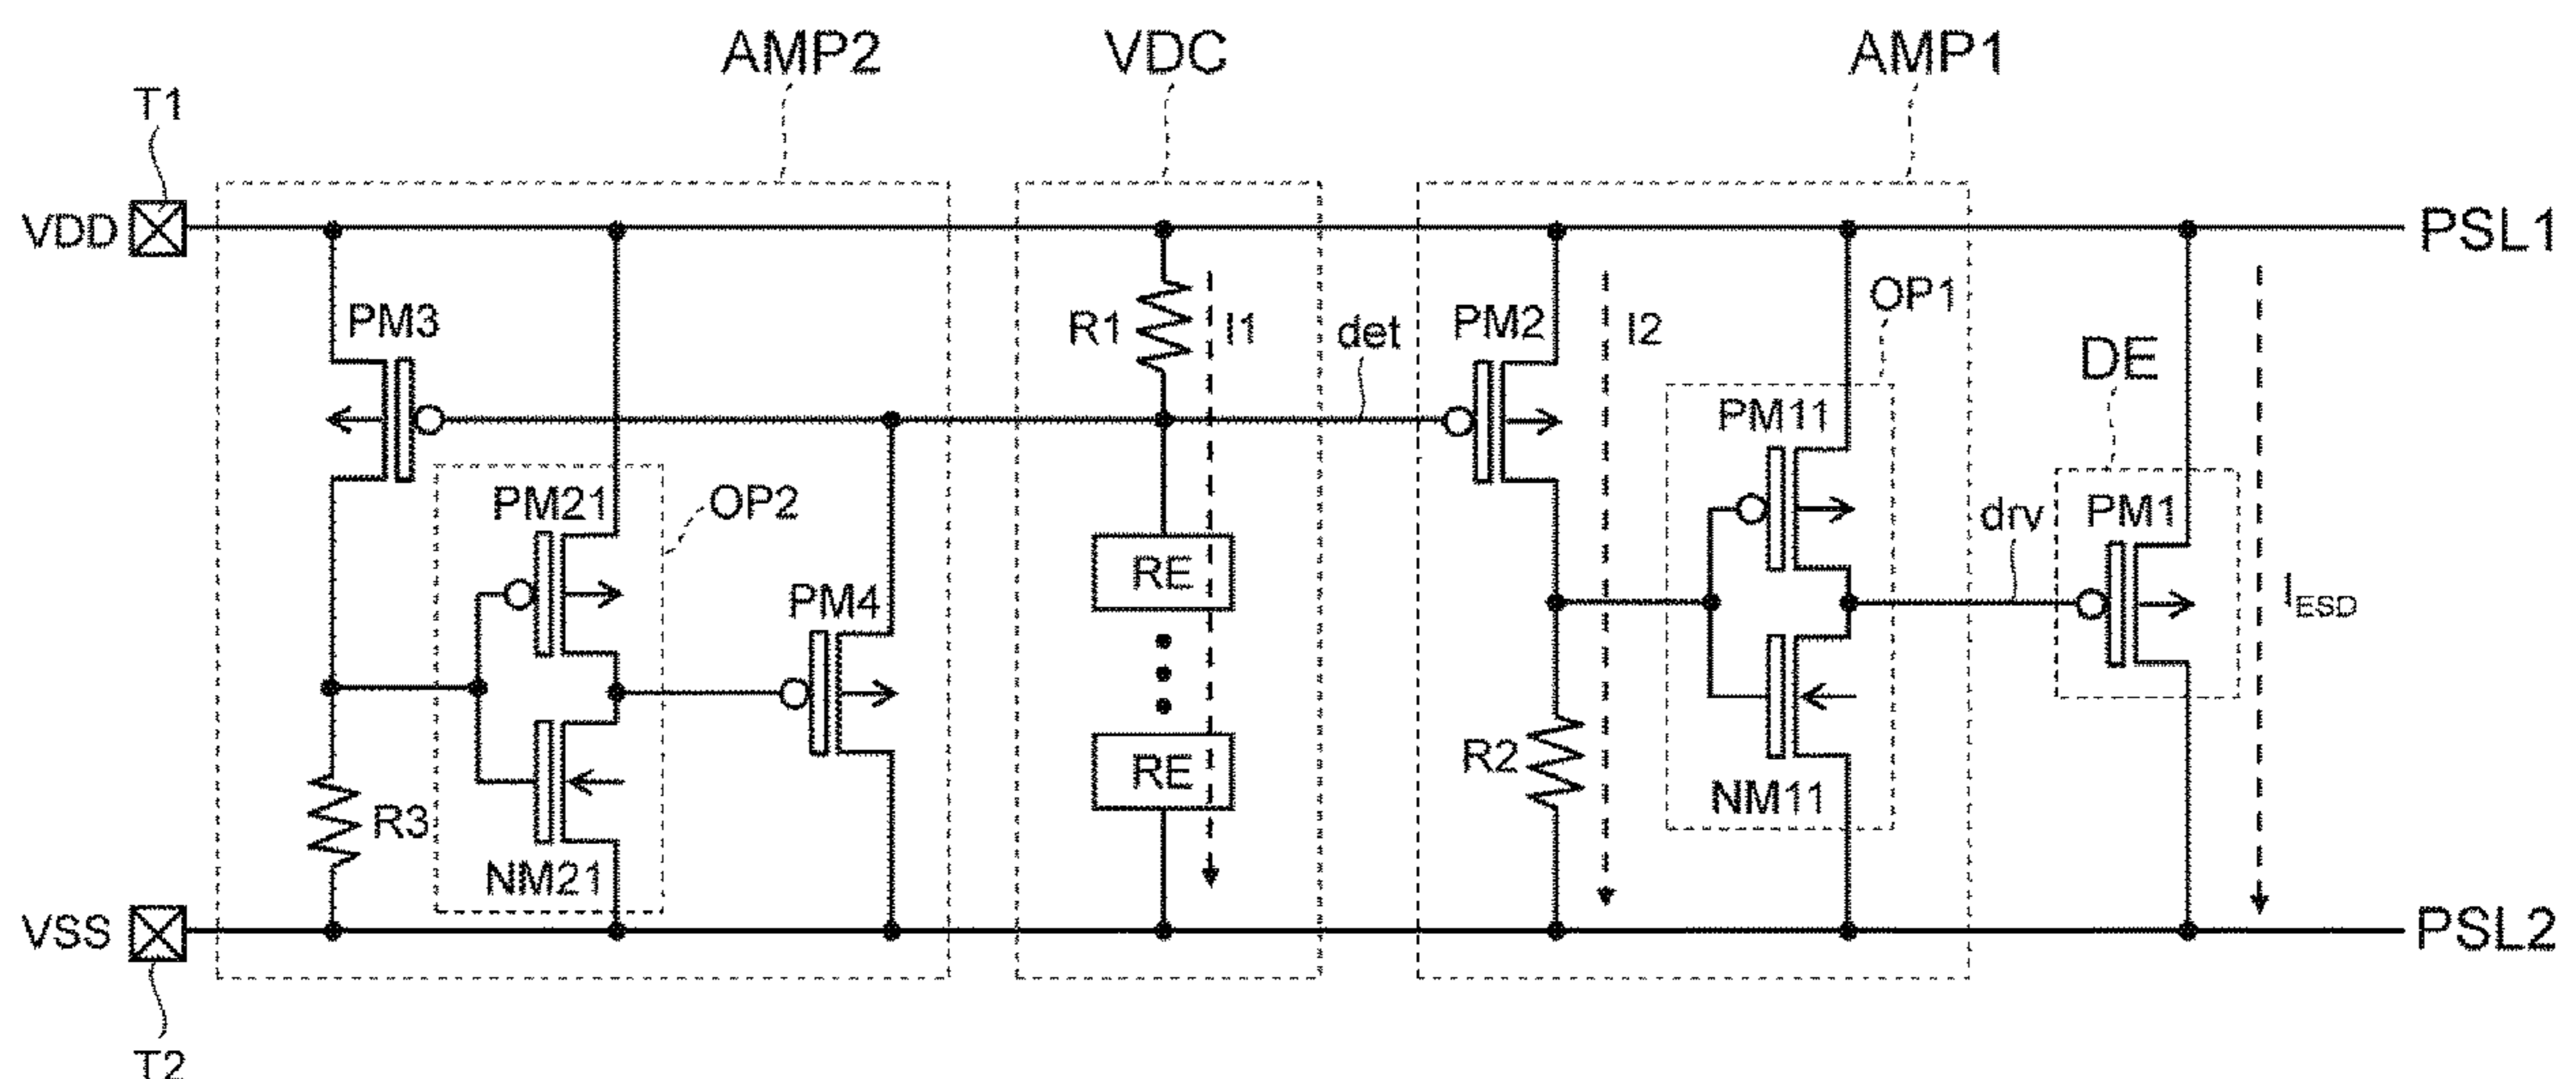 AMP2
VDC
AMP1
T1
VDD
PSL1
PM3
R1
I1
det
PM2
I2
OP1
PM11
DE
PM21
OP2
PM4
RE
drv
PM1
IESD
RE
R2
NM11
R3
NM21
VSS
PSL2
T2